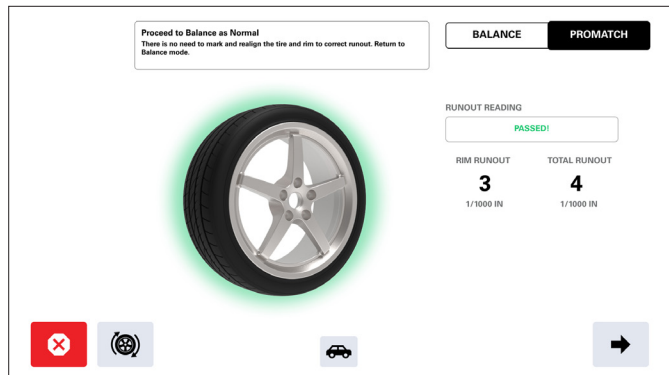 Proceed to Balance as Normal
There is no need to mark and realign the tire and rim to correct runout. Return to
Balance mode.
BALANCE
PROMATCH
RUNOUT READING
PASSED!
RIM RUNOUT
TOTAL RUNOUT
3
4
1/1000 IN
1/1000 IN